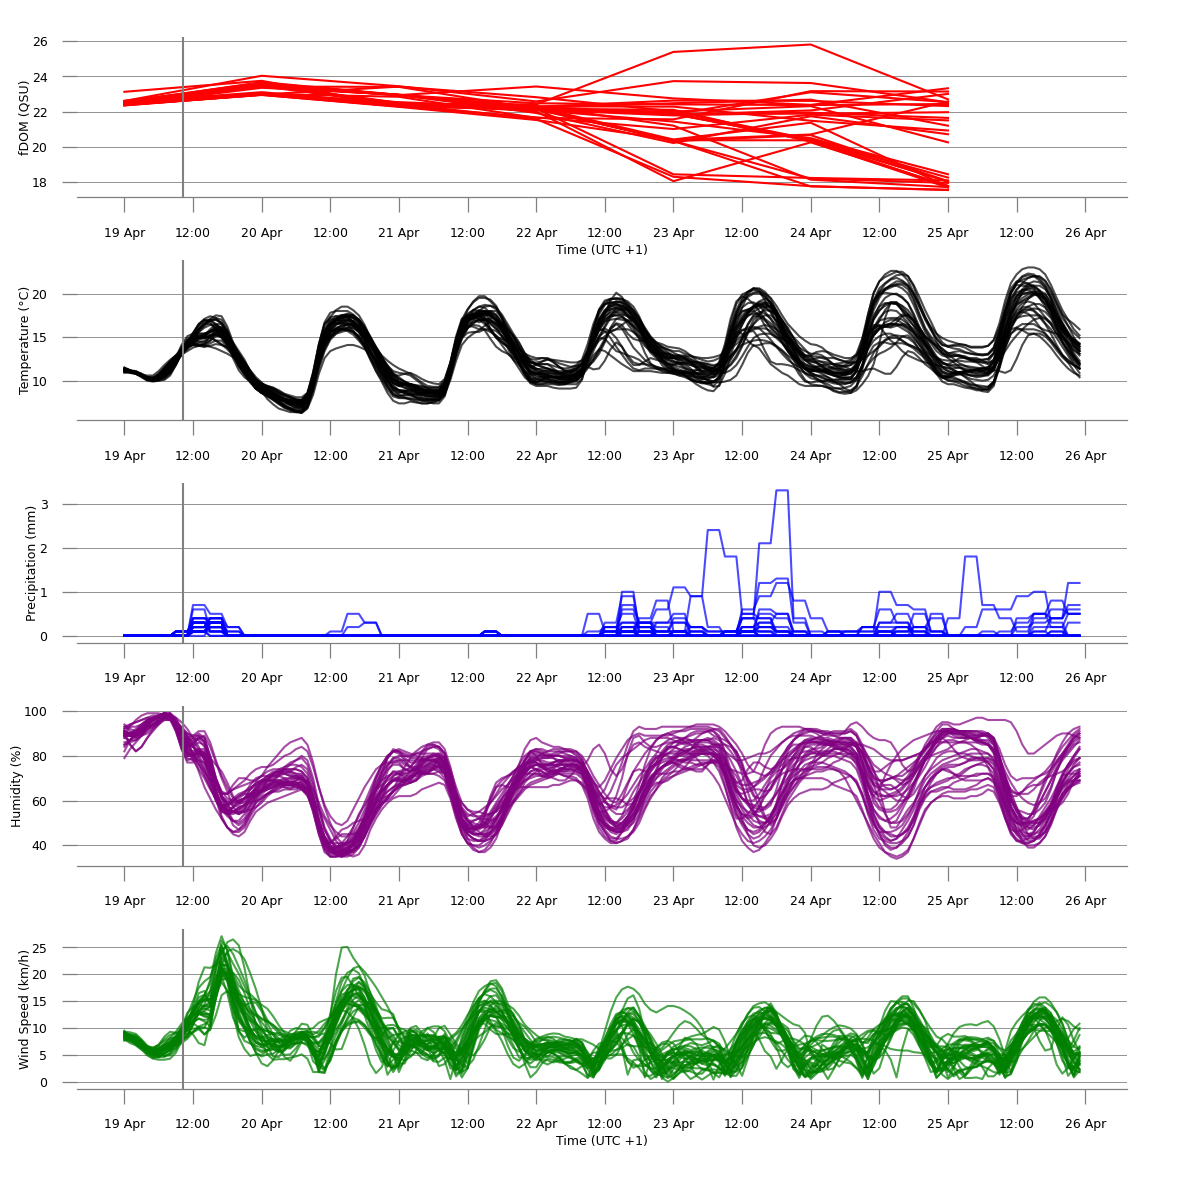 26
24
22
20
18
fDOM (QSU)
19 Apr 12:00 20 Apr 12:00 21 Apr 12:00 22 Apr 12:00 23 Apr 12:00 24 Apr 12:00 25 Apr 12:00 26 Apr
Time (UTC +1)
20
15
10
Temperature (°C)
19 Apr 12:00 20 Apr 12:00 21 Apr 12:00 22 Apr 12:00 23 Apr 12:00 24 Apr 12:00 25 Apr 12:00 26 Apr
3
2
1
0
Precipitation (mm)
19 Apr 12:00 20 Apr 12:00 21 Apr 12:00 22 Apr 12:00 23 Apr 12:00 24 Apr 12:00 25 Apr 12:00 26 Apr
100
80
60
40
Humidity (%)
19 Apr 12:00 20 Apr 12:00 21 Apr 12:00 22 Apr 12:00 23 Apr 12:00 24 Apr 12:00 25 Apr 12:00 26 Apr
25
20
15
10
5
0
Wind Speed (km/h)
19 Apr 12:00 20 Apr 12:00 21 Apr 12:00 22 Apr 12:00 23 Apr 12:00 24 Apr 12:00 25 Apr 12:00 26 Apr
Time (UTC +1)